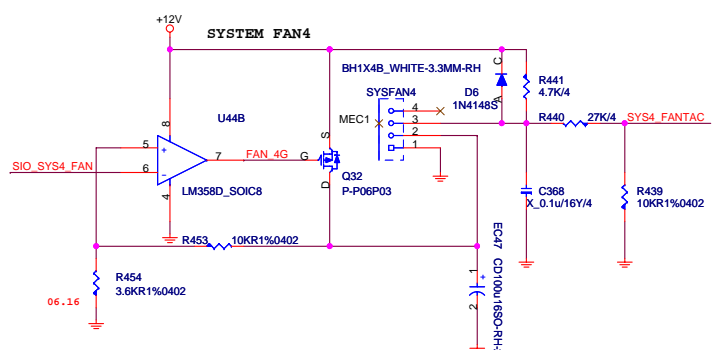 +12V
SYSTEM FAN4
BH1X4B_WHITE-3.3MM-RH
SYSFAN4
MEC1
4
3
2
1
C
A
D6
1N4148S
R441
4.7K/4
R440
27K/4
SYS4_FANTAC
U44B
8
5
+
6
-
7
4
LM358D_SOIC8
SIO_SYS4_FAN
FAN_4G
G
S
D
Q32
P-P06P03
C368
X_0.1u/16Y/4
R439
10KR1%0402
R453
10KR1%0402
R454
3.6KR1%0402
06.16
1
+
2
EC47
CD100u16SO-RH-